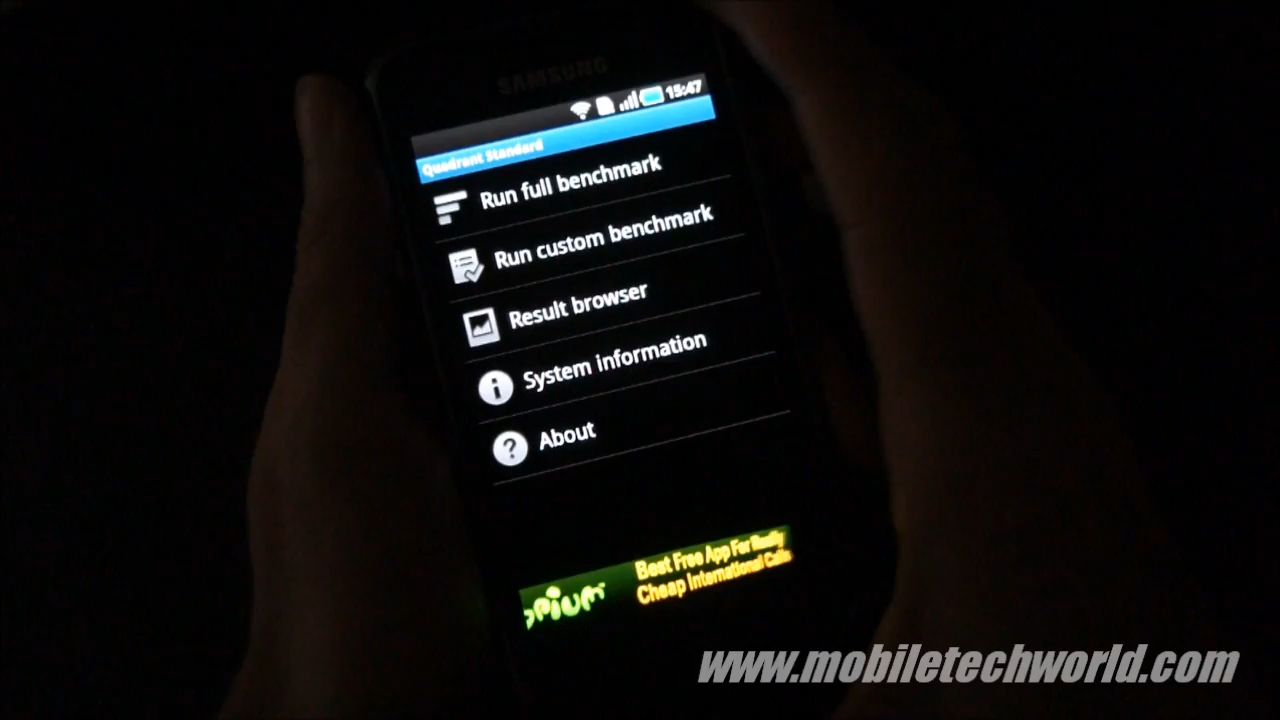 SAMSUNG
15:47
Quadrant Standard
Run full benchmark
Run custom benchmark
Result browser
System information
About
Best Free App For Really
Cheap International Calls
www.mobiletechworld.com